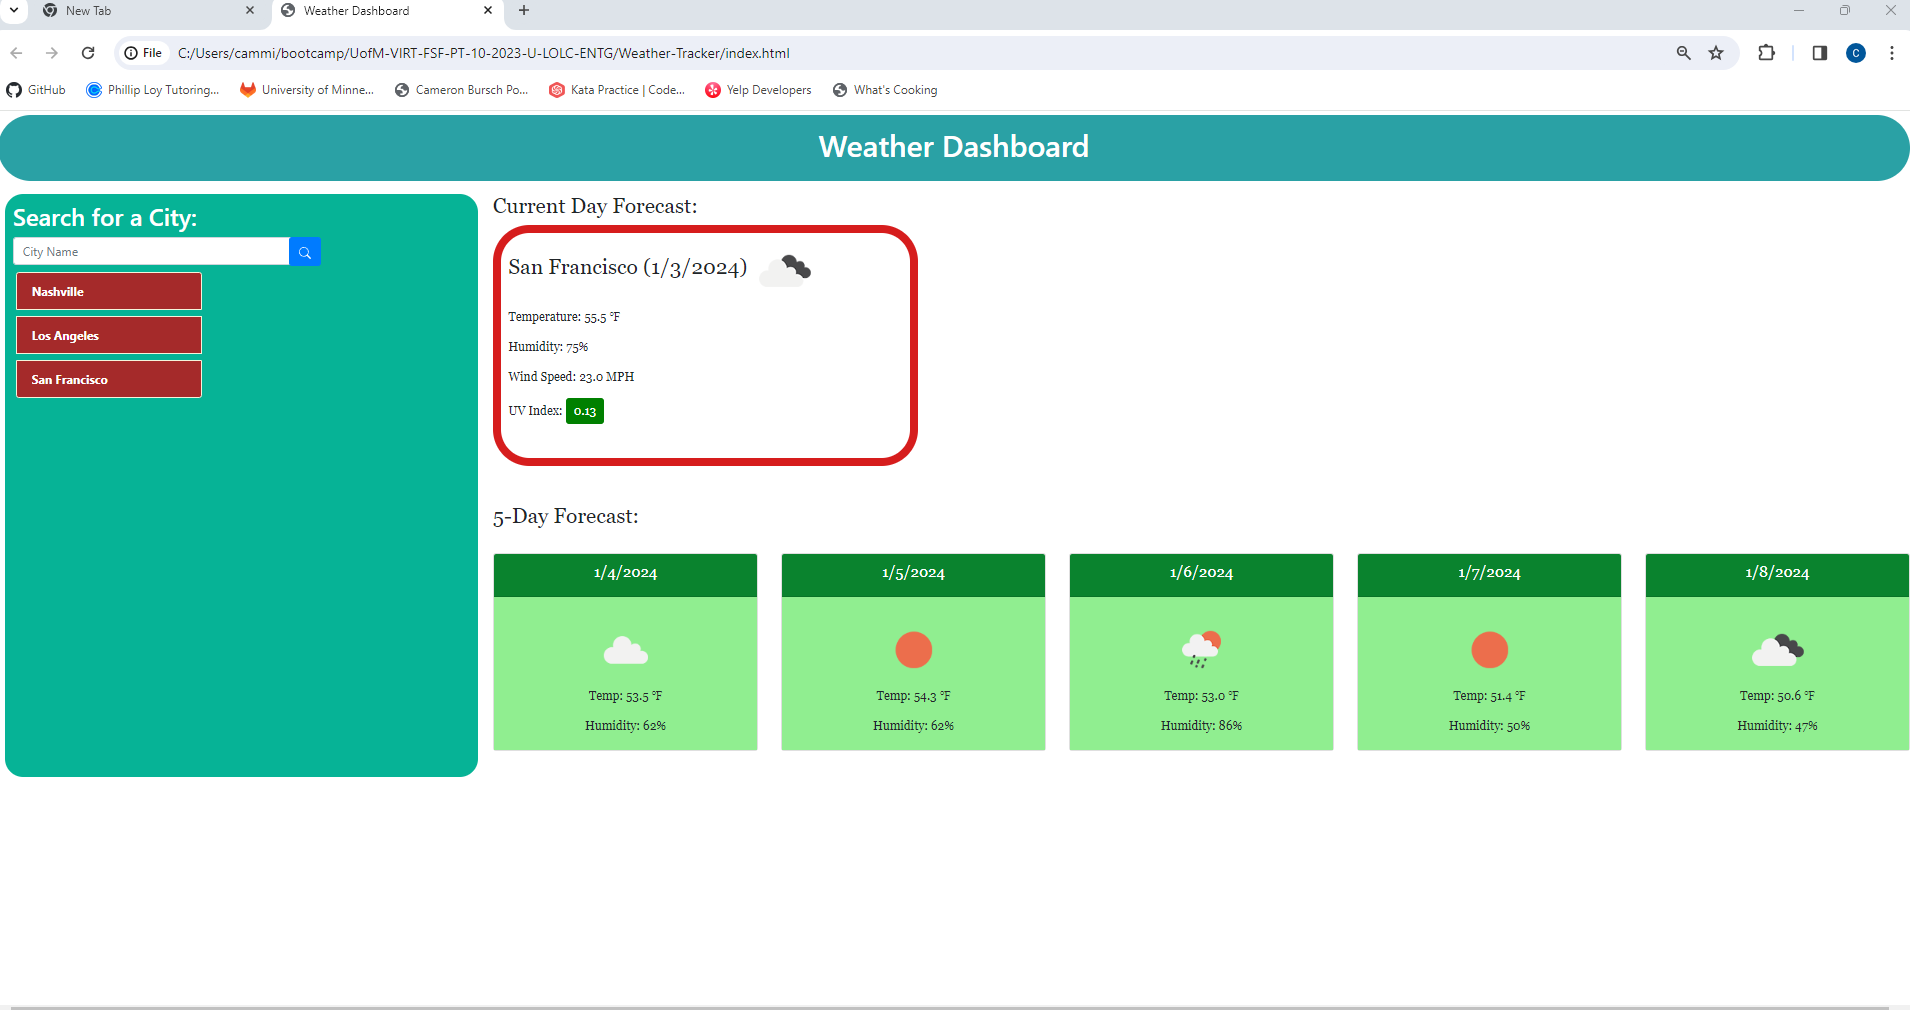 New Tab
Weather Dashboard
File
C:/Users/cammi/bootcamp/UofM-VIRT-FSF-PT-10-2023-U-LOLC-ENTG/Weather-Tracker/index.html
C
GitHub
Phillip Loy Tutoring...
University of Minne...
Cameron Bursch Po...
Kata Practice | Code...
Yelp Developers
What's Cooking
Weather Dashboard
Search for a City:
City Name
Nashville
Los Angeles
San Francisco
Current Day Forecast:
San Francisco (1/3/2024)
Temperature: 55.5 °F
Humidity: 75%
Wind Speed: 23.0 MPH
UV Index: 0.13
5-Day Forecast:
1/4/2024
Temp: 53.5 °F
Humidity: 62%
1/5/2024
Temp: 54.3 °F
Humidity: 62%
1/6/2024
Temp: 53.0 °F
Humidity: 86%
1/7/2024
Temp: 51.4 °F
Humidity: 50%
1/8/2024
Temp: 50.6 °F
Humidity: 47%